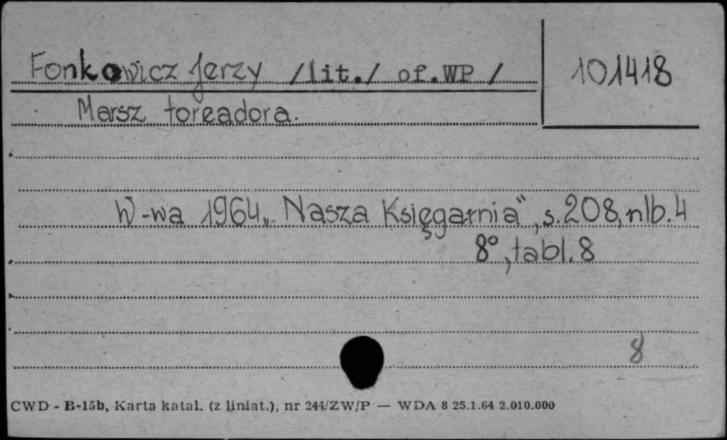 Fonkowicz Jerzy /lit./ of.WP /
101418
Marsz toreadora.
W-wa 1964 „Nasza Księgarnia”, s.208, nlb.4
8°, tabl.8
8
CWD - B-15b, Karta katal. (z liniat.), nr 244/ZW/P — WDA 8 25.1.64 2.010.000